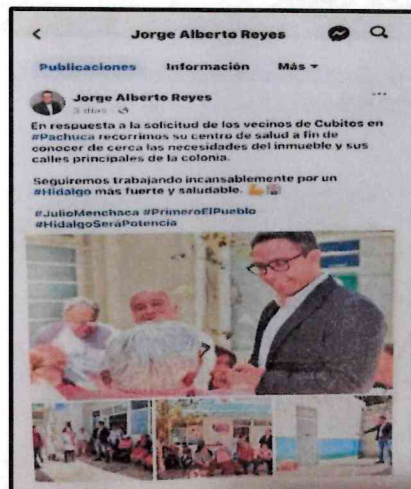 Jorge Alberto Reyes
Publicaciones Información Más
Jorge Alberto Reyes
3 días
En respuesta a la solicitud de los vecinos de Cubitos en
#Pachuca recorrimos su centro de salud a fin de
conocer de cerca las necesidades del inmueble y sus
calles principales de la colonia.
Seguiremos trabajando incansablemente por un
#Hidalgo más fuerte y saludable. 💪🏥
#JulioMenchaca #PrimeroElPueblo
#HidalgoSeráPotencia